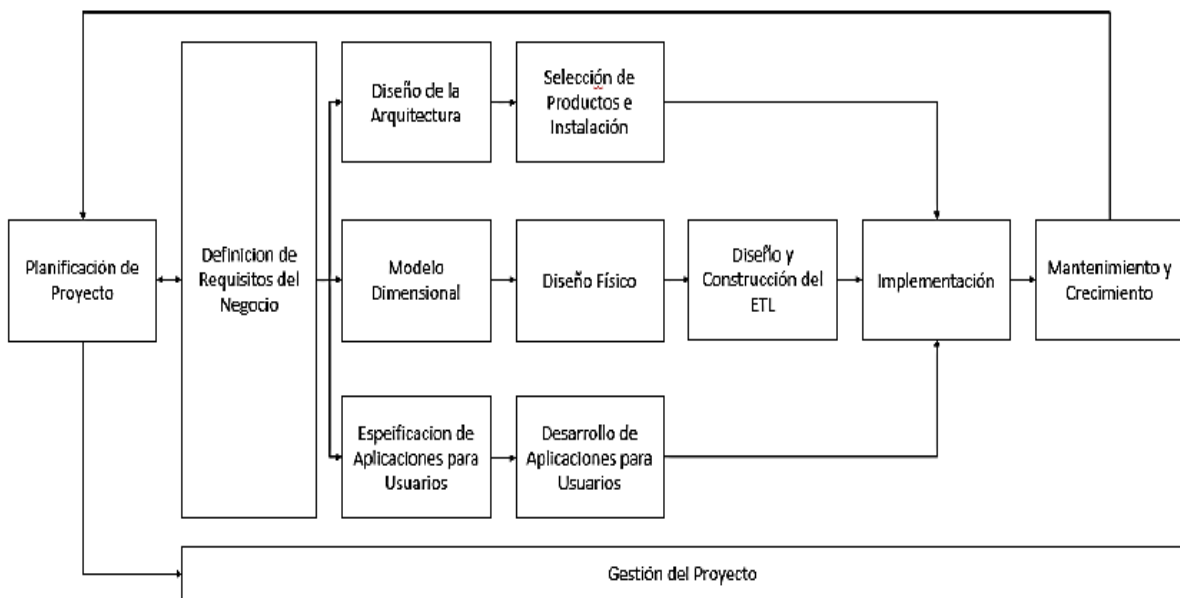 Diseño de la
Arquitectura
Selección de
Productos e
Instalación
Planificación de
Proyecto
Definicion de
Requisitos del
Negocio
Modelo
Dimensional
Diseño Físico
Diseño y
Construcción del
ETL
Implementación
Mantenimiento y
Crecimiento
Espeificacion de
Aplicaciones para
Usuarios
Desarrollo de
Aplicaciones para
Usuarios
Gestión del Proyecto